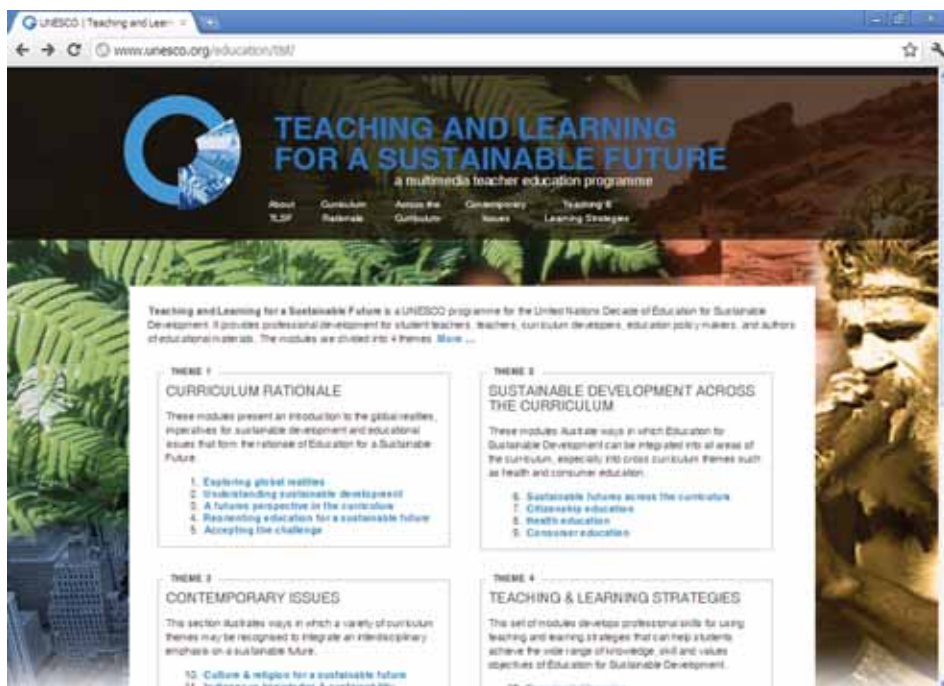 UNESCO | Teaching and Learn
www.unesco.org/education/tlsf/
TEACHING AND LEARNING
FOR A SUSTAINABLE FUTURE
a multimedia teacher education programme
About
TLSF
Curriculum
Rationale
Across the
Curriculum
Contemporary
Issues
Teaching &
Learning Strategies
Teaching and Learning for a Sustainable Future is a UNESCO programme for the United Nations Decade of Education for Sustainable
Development. It provides professional development for student teachers, teachers, curriculum developers, education policy makers, and authors
of educational materials. The modules are divided into 4 themes. More ...
THEME 1
CURRICULUM RATIONALE
These modules present an introduction to the global realities,
imperatives for sustainable development and educational
issues that form the rationale of Education for a Sustainable
Future.
1. Exploring global realities
2. Understanding sustainable development
3. A futures perspective in the curriculum
4. Reorienting education for a sustainable future
5. Accepting the challenge
THEME 2
SUSTAINABLE DEVELOPMENT ACROSS
THE CURRICULUM
These modules illustrate ways in which Education for
Sustainable Development can be integrated into all areas of
the curriculum, especially into cross curriculum themes such
as health and consumer education.
6. Sustainable futures across the curriculum
7. Citizenship education
8. Health education
9. Consumer education
THEME 3
CONTEMPORARY ISSUES
This section illustrates ways in which a variety of curriculum
themes may be recognised to integrate an interdisciplinary
emphasis on a sustainable future.
10. Culture & religion for a sustainable future
THEME 4
TEACHING & LEARNING STRATEGIES
This set of modules develops professional skills for using
teaching and learning strategies that can help students
achieve the wide range of knowledge, skill and values
objectives of Education for Sustainable Development.